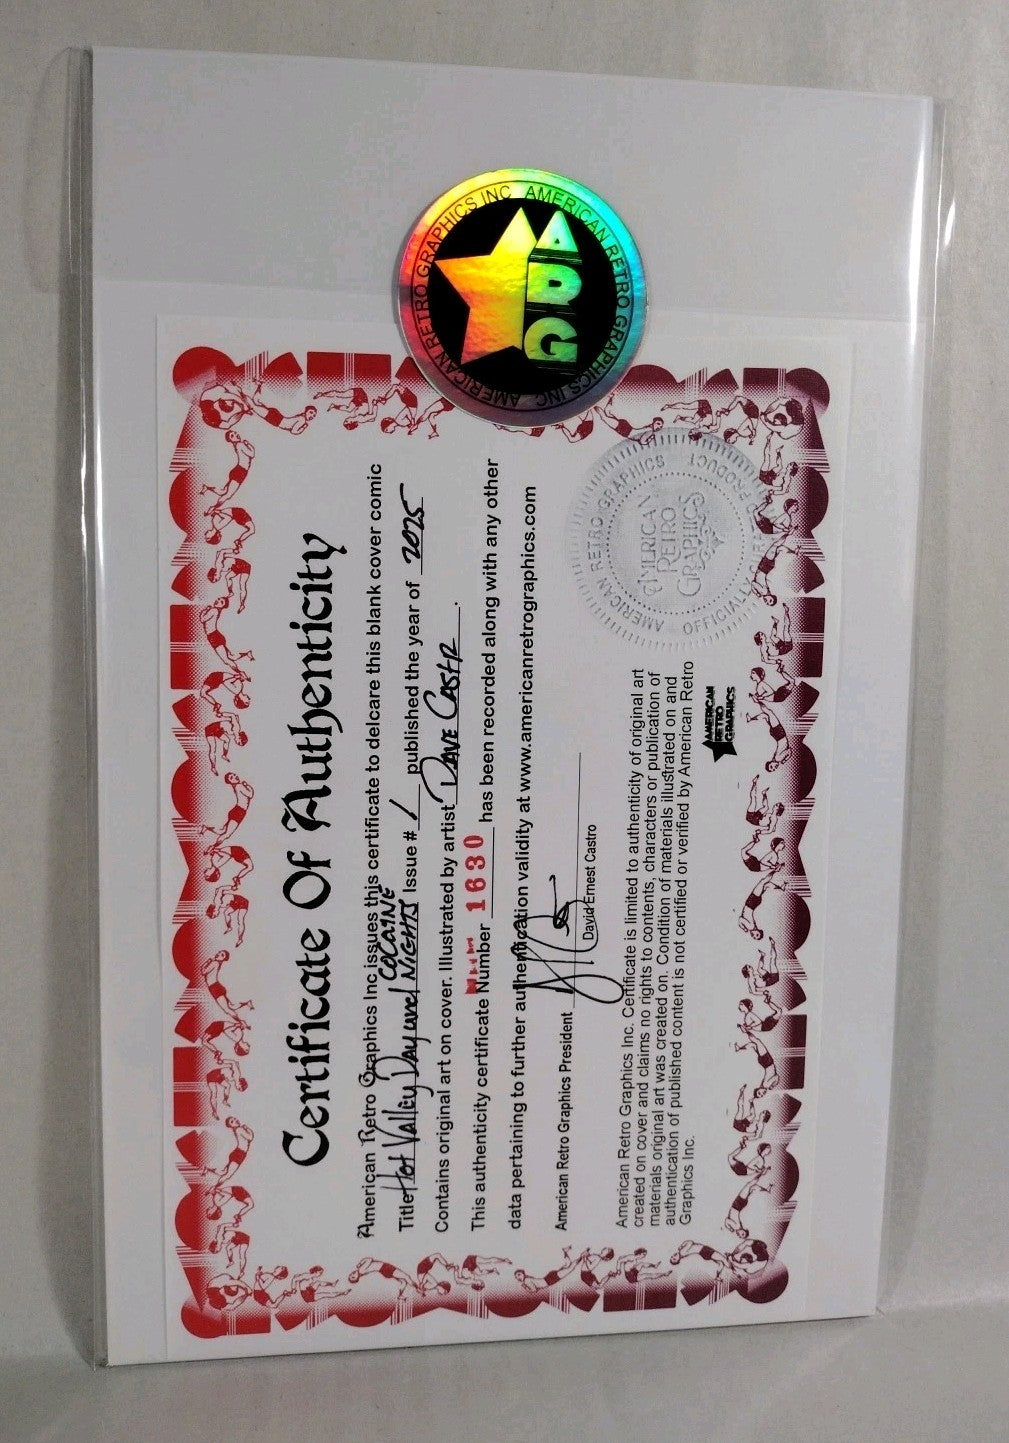 AMERICAN RETRO GRAPHICS INC AMERICAN RETRO GRAPHICS INC
ARG
Certificate Of Authenticity
American Retro Graphics Inc issues this certificate to delcare this blank cover comic
COCAINE
Title Hot Valley Days and NIGHTS Issue # 1 published the year of 2025
Contains original art on cover. Illustrated by artist DAVE CASTR.
This authenticity certificate Number 1630 has been recorded along with any other
data pertaining to further authentication validity at www.americanretrographics.com
American Retro Graphics President
David Ernest Castro
AMERICAN RETRO GRAPHICS
OFFICIALLY PRODUCT
AMERICAN
RETRO
GRAPHICS
American Retro Graphics Inc. Certificate is limited to authenticity of original art
created on cover and claims no rights to contents, characters or publication of
materials original art was created on. Condition of materials illustrated on and
authentication of published content is not certified or verified by American Retro
Graphics Inc.
AMERICAN
RETRO
GRAPHICS